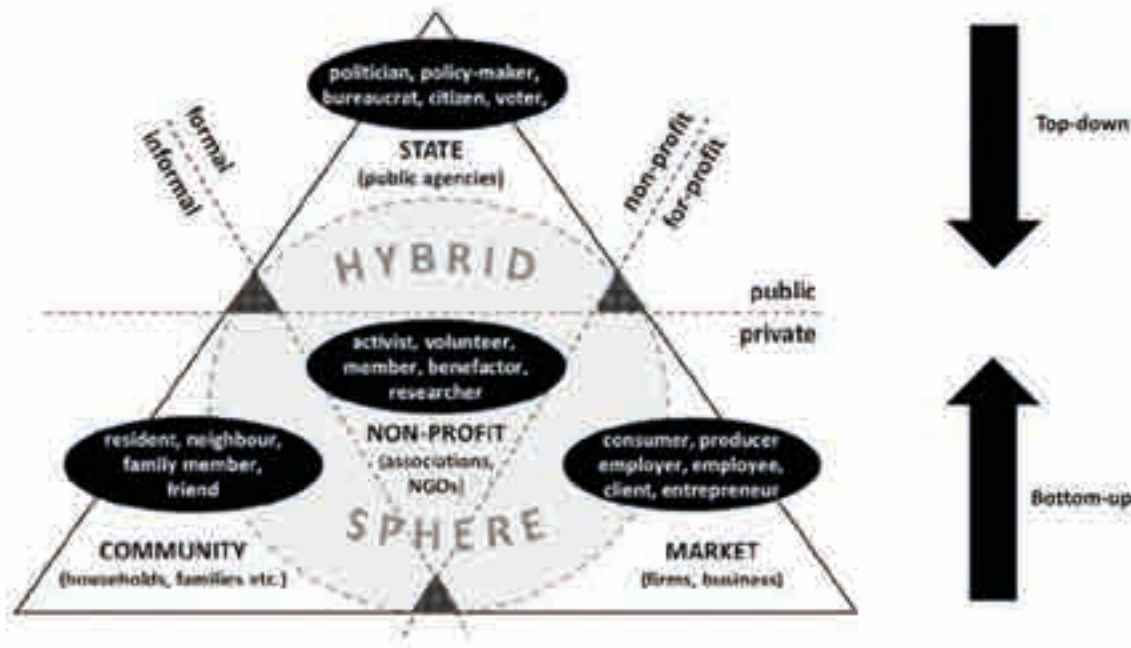 politician, policy-maker,
bureaucrat, citizen, voter,
formal
informal
STATE
(public agencies)
non-profit
for-profit
Top-down
HYBRID
public
private
activist, volunteer,
member, benefactor,
researcher
resident, neighbour,
family member,
friend
NON-PROFIT
(associations,
NGOs)
consumer, producer
employer, employee,
client, entrepreneur
SPHERE
Bottom-up
COMMUNITY
(households, families etc.)
MARKET
(firms, business)